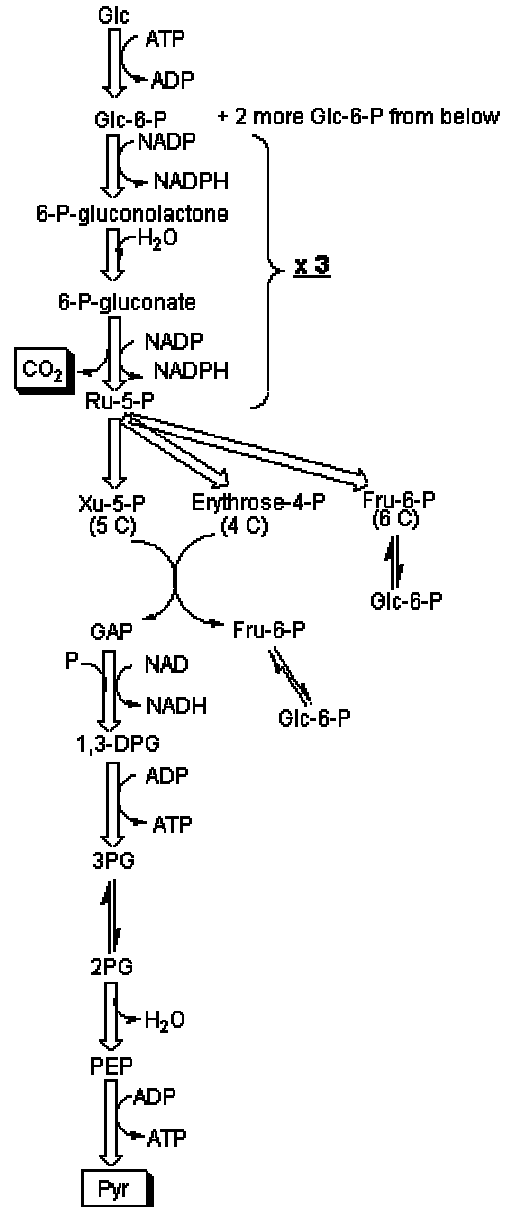 Glc
ATP
ADP
Glc-6-P
+ 2 more Glc-6-P from below
NADP
NADPH
6-P-gluconolactone
H₂O
x 3
6-P-gluconate
NADP
CO₂
NADPH
Ru-5-P
Xu-5-P Erythrose-4-P Fru-6-P
(5 C) (4 C) (6 C)
Glc-6-P
GAP Fru-6-P
P NAD
NADH
Glc-6-P
1,3-DPG
ADP
ATP
3PG
2PG
H₂O
PEP
ADP
ATP
Pyr